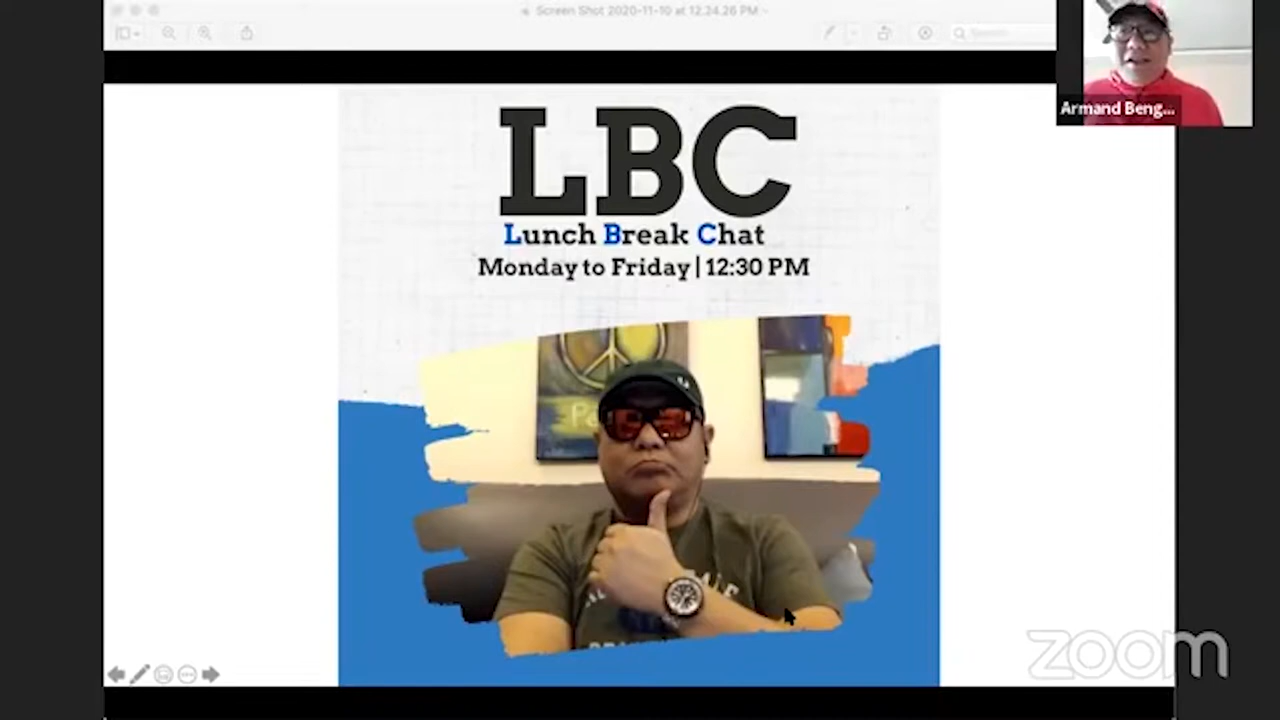 Screen Shot 2020-11-10 at 12.24.26 PM
Search
Armand Beng...
LBC
Lunch Break Chat
Monday to Friday | 12:30 PM
zoom